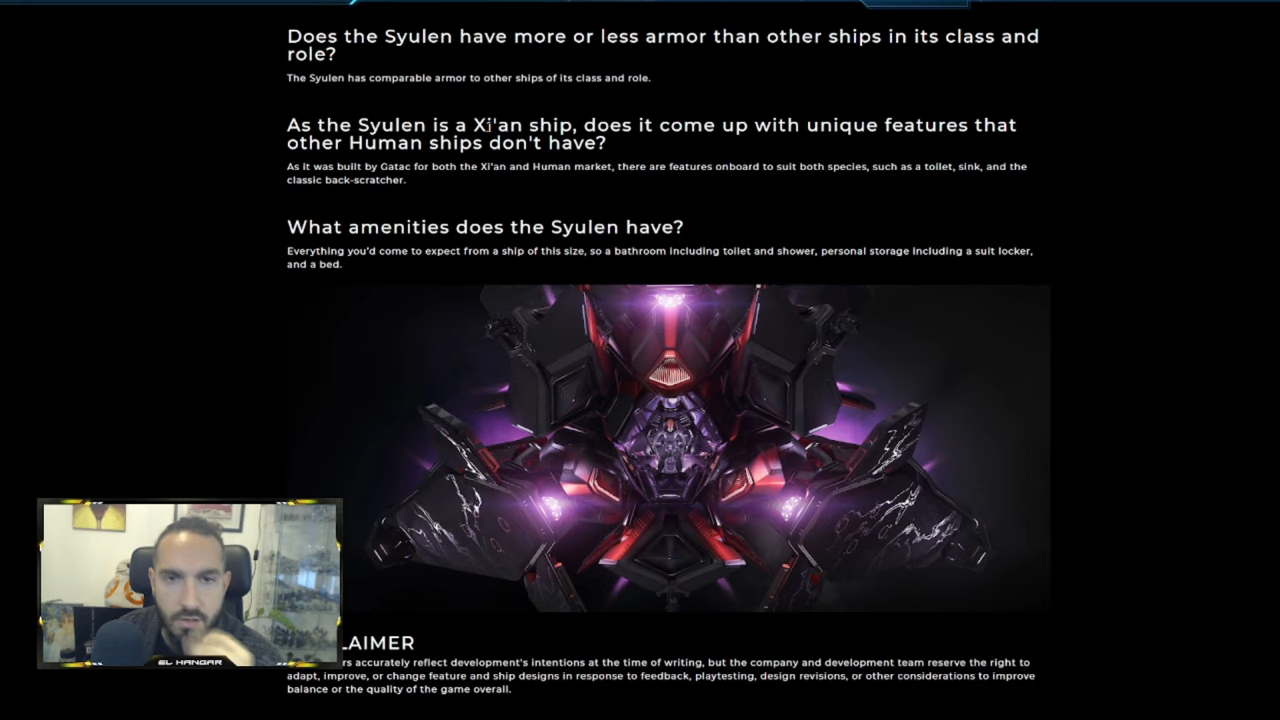 Does the Syulen have more or less armor than other ships in its class and
role?
The Syulen has comparable armor to other ships of its class and role.
As the Syulen is a Xi'an ship, does it come up with unique features that
other Human ships don't have?
As it was built by Gatac for both the Xi'an and Human market, there are features onboard to suit both species, such as a toilet, sink, and the
classic back-scratcher.
What amenities does the Syulen have?
Everything you'd come to expect from a ship of this size, so a bathroom including toilet and shower, personal storage including a suit locker,
and a bed.
LAIMER
rs accurately reflect development's intentions at the time of writing, but the company and development team reserve the right to
adapt, improve, or change feature and ship designs in response to feedback, playtesting, design revisions, or other considerations to improve
balance or the quality of the game overall.
EL HANGAR